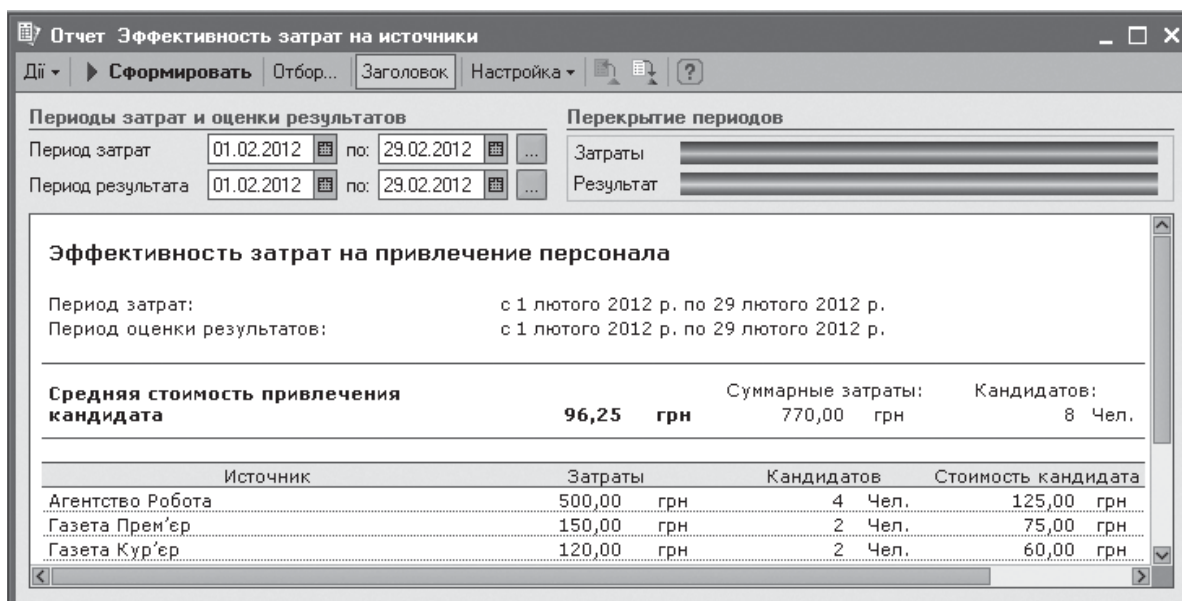 Отчет Эффективность затрат на источники
Дії Сформировать Отбор... Заголовок Настройка ?
Периоды затрат и оценки результатов Перекрытие периодов
Период затрат 01.02.2012 по: 29.02.2012 ... Затраты
Период результата 01.02.2012 по: 29.02.2012 ... Результат
Эффективность затрат на привлечение персонала
Период затрат: с 1 лютого 2012 р. по 29 лютого 2012 р.
Период оценки результатов: с 1 лютого 2012 р. по 29 лютого 2012 р.
Средняя стоимость привлечения Суммарные затраты: Кандидатов:
кандидата 96,25 грн 770,00 грн 8 Чел.
Источник Затраты Кандидатов Стоимость кандидата
Агентство Робота 500,00 грн 4 Чел. 125,00 грн
Газета Прем'єр 150,00 грн 2 Чел. 75,00 грн
Газета Кур'єр 120,00 грн 2 Чел. 60,00 грн